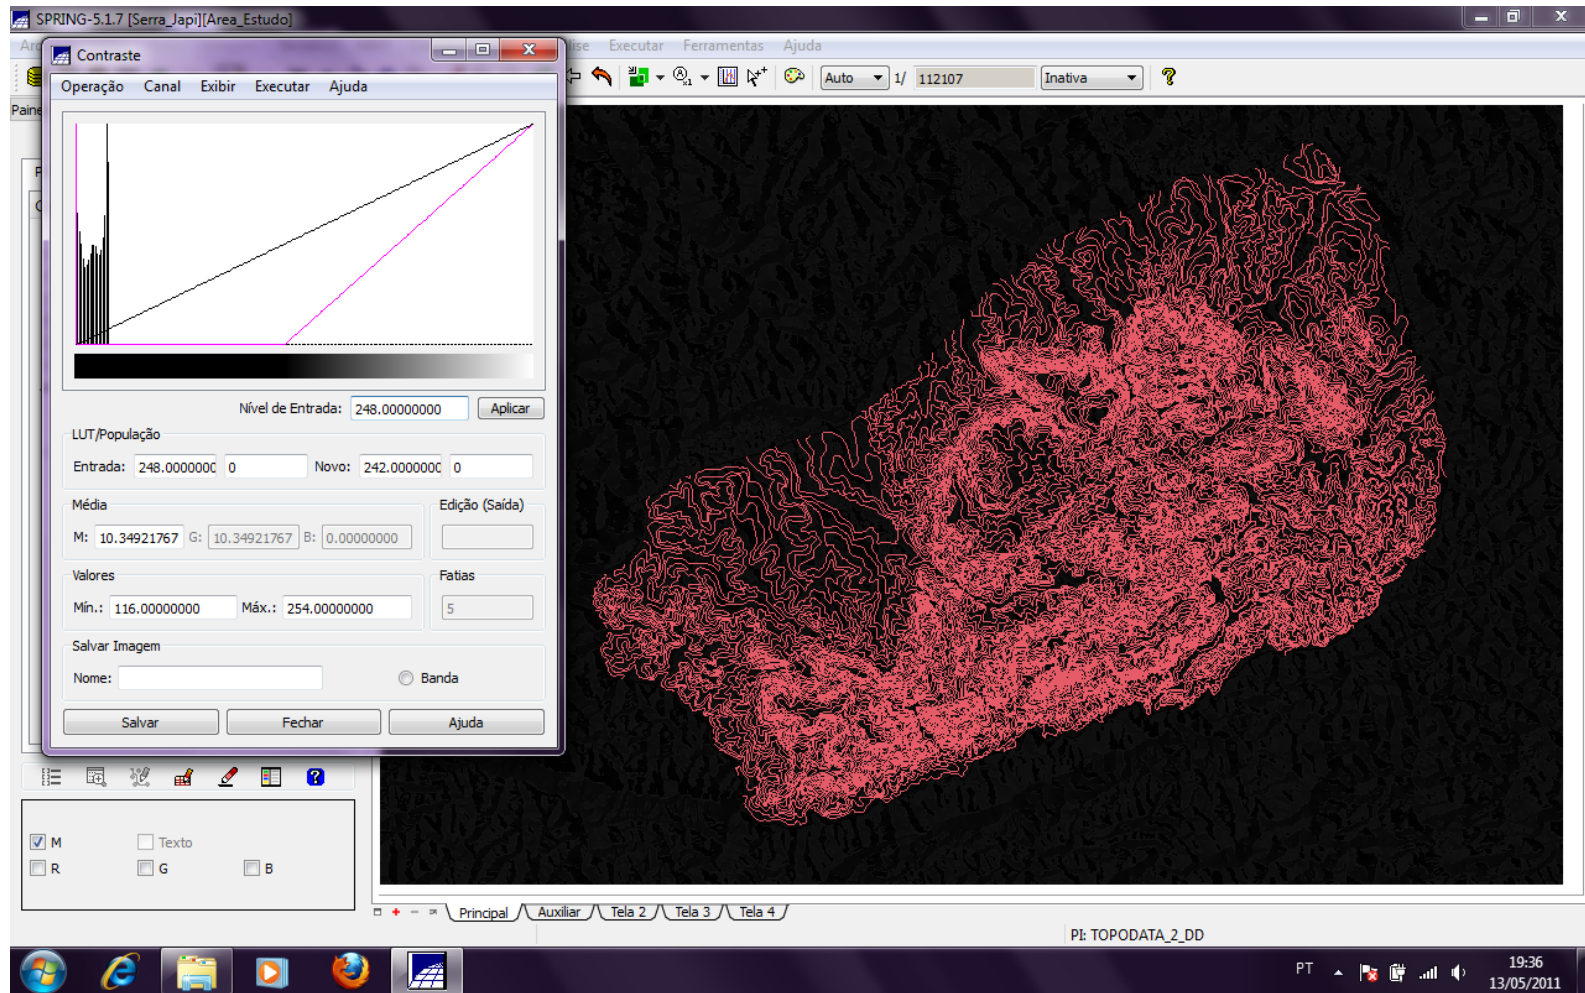 SPRING-5.1.7 [Serra_Japi][Area_Estudo]
Contraste
Executar Ferramentas Ajuda
Operação Canal Exibir Executar Ajuda
Auto 1/ 112107 Inativa
Nível de Entrada: 248.00000000 Aplicar
LUT/População
Entrada: 248.0000000 0 Novo: 242.0000000 0
Média Edição (Saída)
M: 10.34921767 G: 10.34921767 B: 0.00000000
Valores Fatias
Mín.: 116.00000000 Máx.: 254.00000000 5
Salvar Imagem
Nome: Banda
Salvar Fechar Ajuda
M Texto
R G B
Principal Auxiliar Tela 2 Tela 3 Tela 4
PI: TOPODATA_2_DD
PT 19:36
13/05/2011